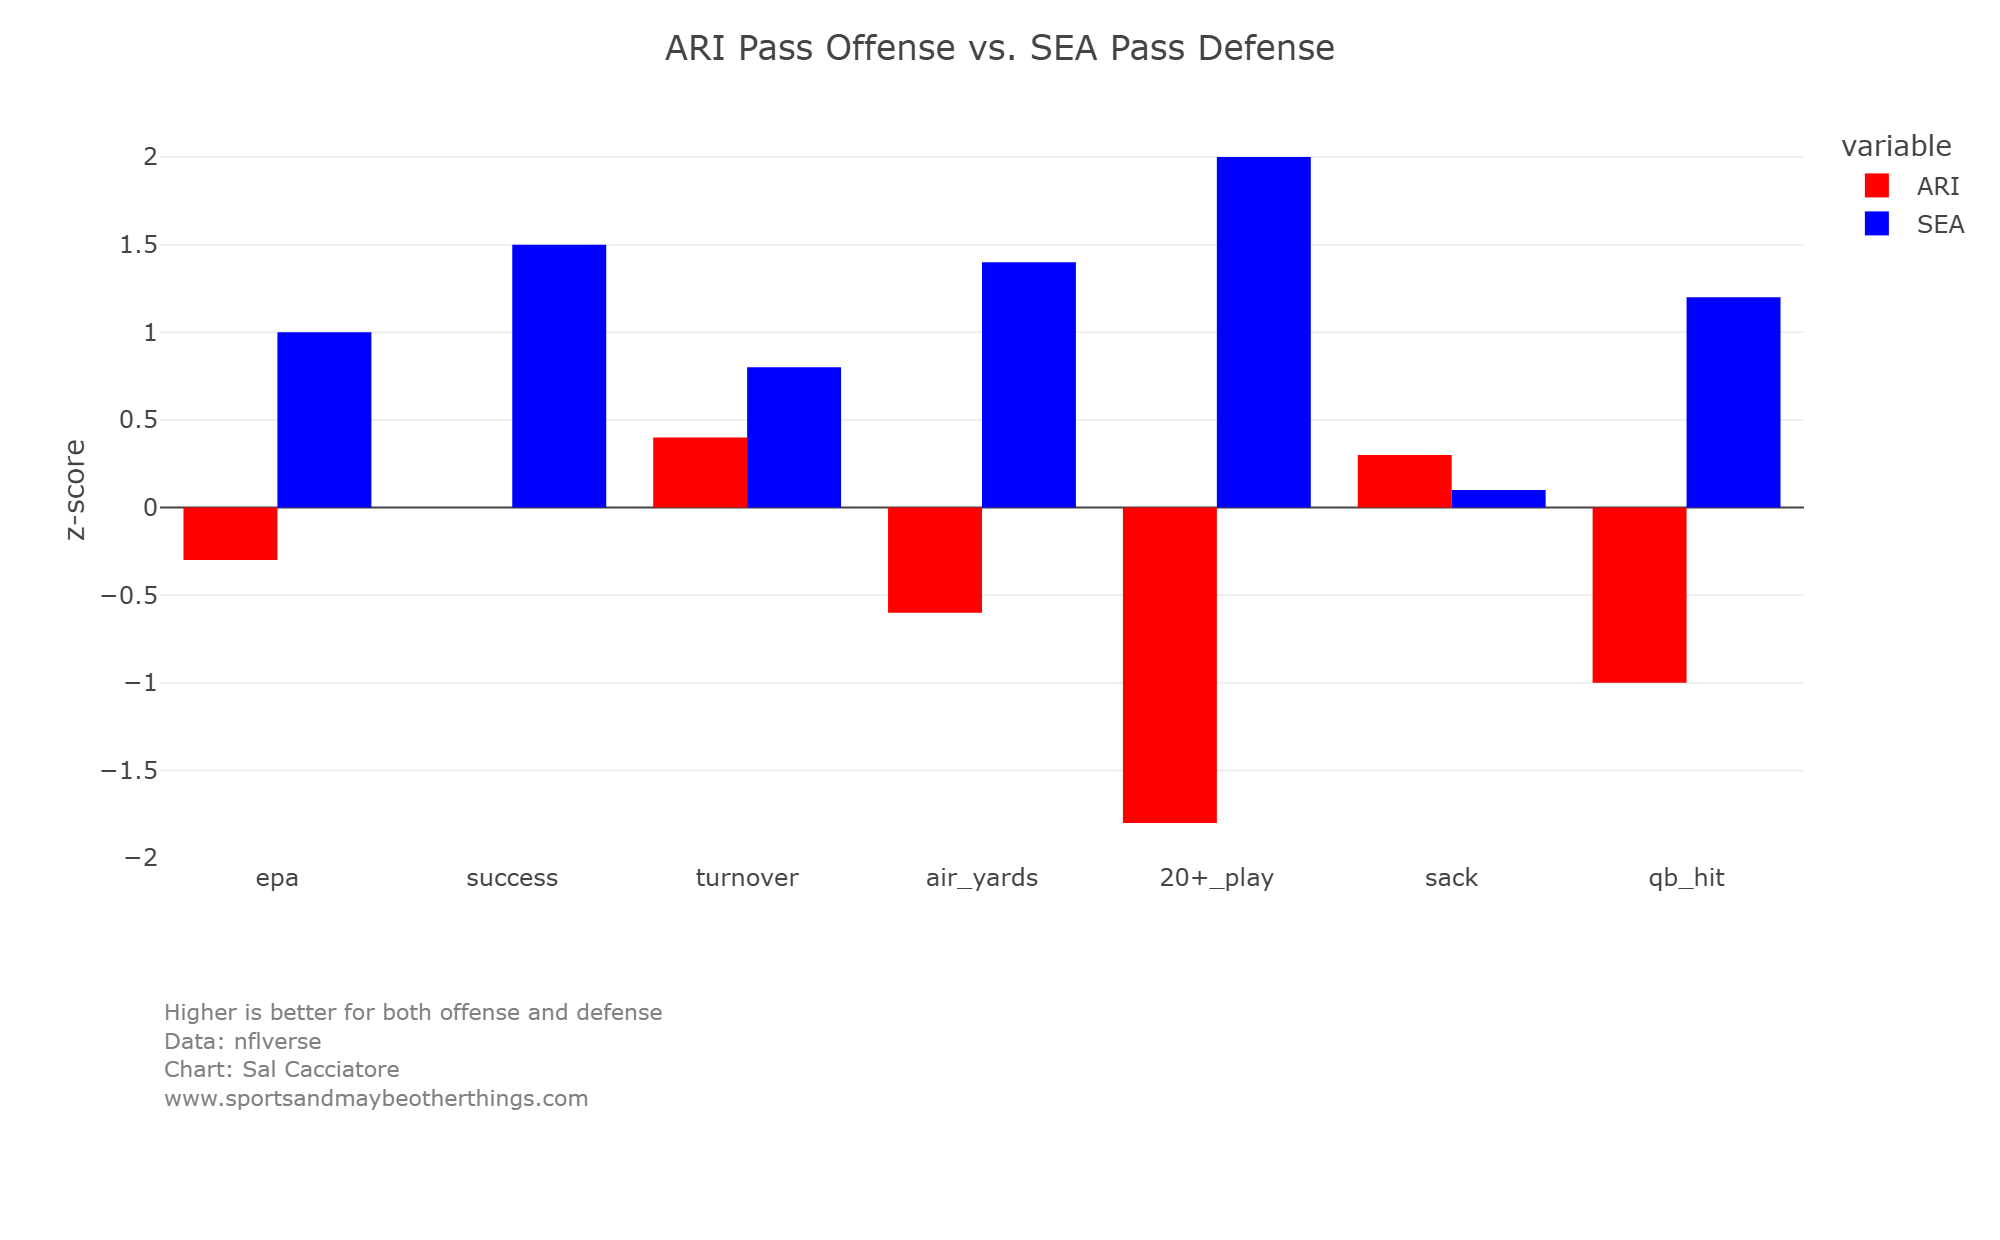 ARI Pass Offense vs. SEA Pass Defense
variable
ARI
SEA
z-score
2
1.5
1
0.5
0
−0.5
−1
−1.5
−2
epa
success
turnover
air_yards
20+_play
sack
qb_hit
Higher is better for both offense and defense
Data: nflverse
Chart: Sal Cacciatore
www.sportsandmaybeotherthings.com